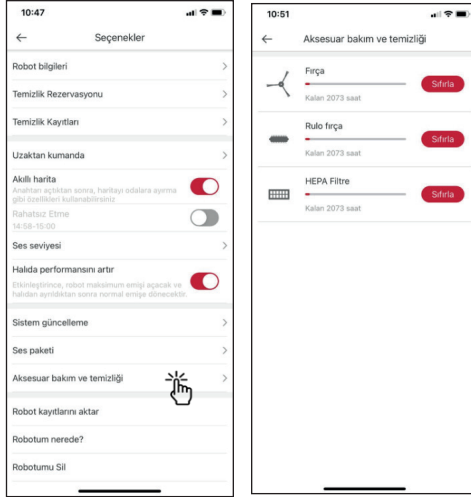 10:47
Seçenekler
Robot bilgileri
Temizlik Rezervasyonu
Temizlik Kayıtları
Uzaktan kumanda
Akıllı harita
Anahtarı açtıktan sonra, haritayı odalara ayırma
gibi özellikleri kullanabilirsiniz
Rahatsız Etme
14:58-15:00
Ses seviyesi
Halıda performansını artır
Etkinleştirince, robot maksimum emişi açacak ve
halıdan ayrıldıktan sonra normal emişe dönecektir.
Sistem güncelleme
Ses paketi
Aksesuar bakım ve temizliği
Robot kayıtlarını aktar
Robotum nerede?
Robotumu Sil
10:51
Aksesuar bakım ve temizliği
Fırça
Sıfırla
Kalan 2073 saat
Rulo fırça
Sıfırla
Kalan 2073 saat
HEPA Filtre
Sıfırla
Kalan 2073 saat